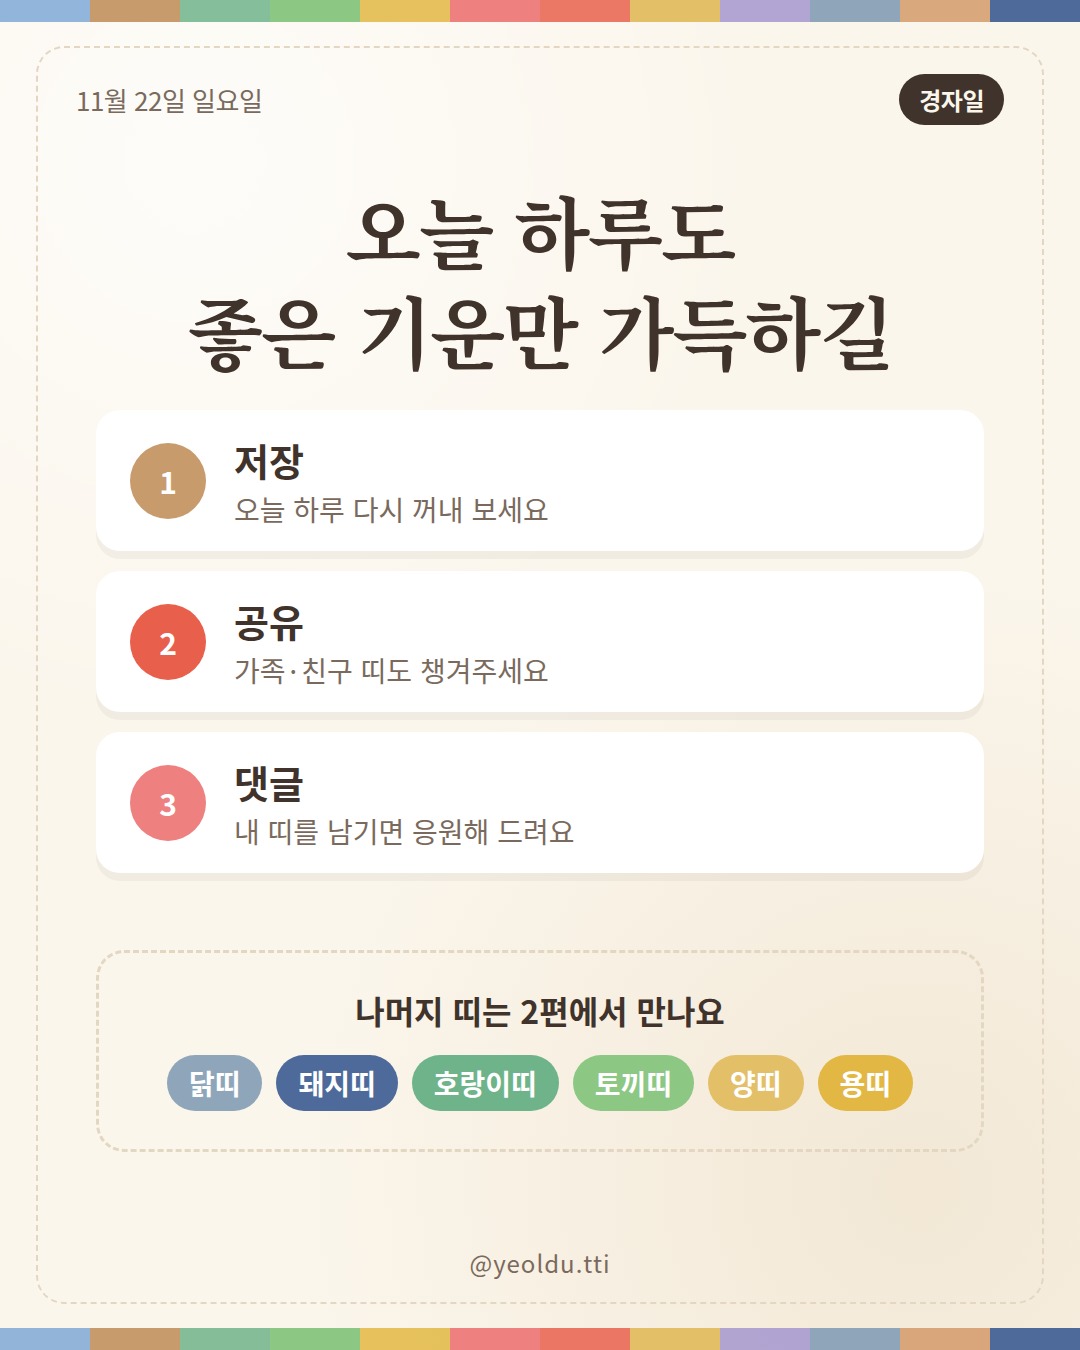 11월 22일 일요일
경자일
오늘 하루도
좋은 기운만 가득하길
1
저장
오늘 하루 다시 꺼내 보세요
2
공유
가족·친구 띠도 챙겨주세요
3
댓글
내 띠를 남기면 응원해 드려요
나머지 띠는 2편에서 만나요
닭띠 돼지띠 호랑이띠 토끼띠 양띠 용띠
@yeoldu.tti